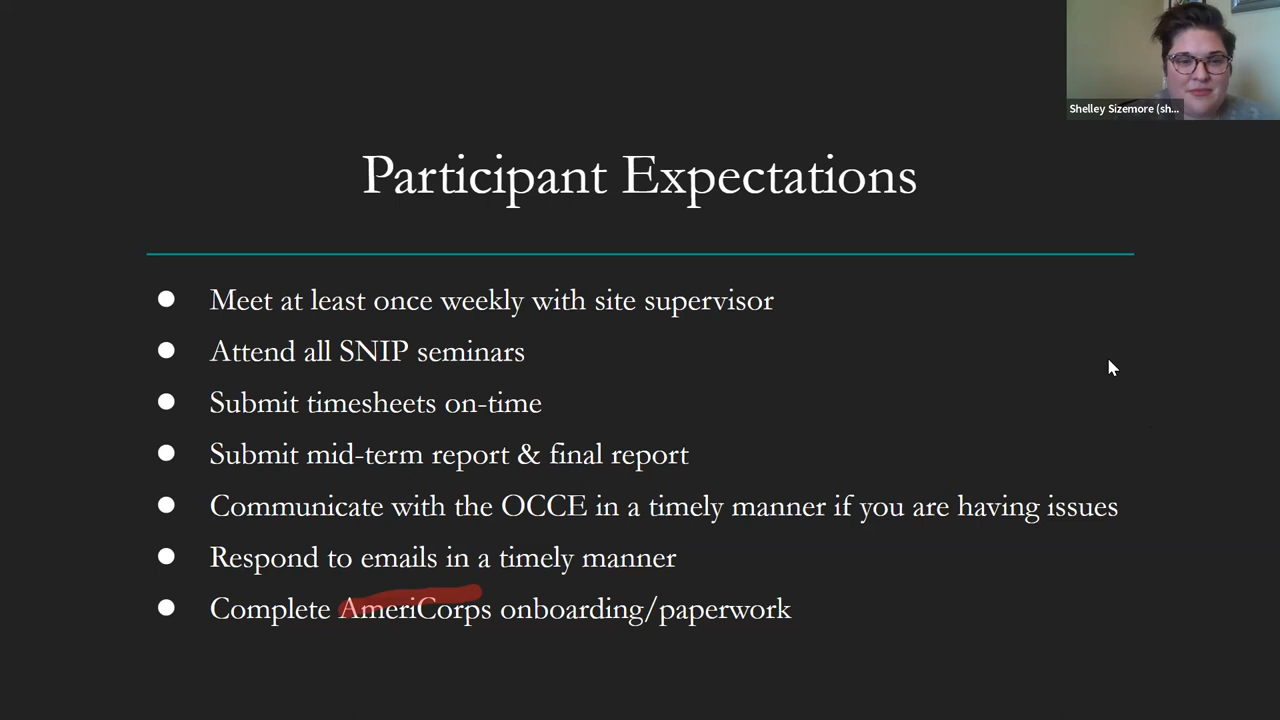 Shelley Sizemore (sh...
Participant Expectations
● Meet at least once weekly with site supervisor
● Attend all SNIP seminars
● Submit timesheets on-time
● Submit mid-term report & final report
● Communicate with the OCCE in a timely manner if you are having issues
● Respond to emails in a timely manner
● Complete AmeriCorps onboarding/paperwork